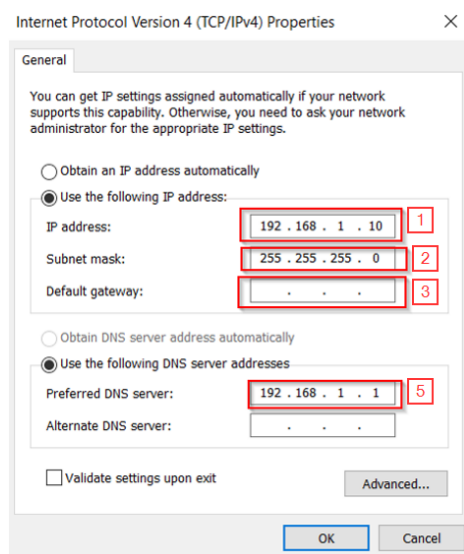 Internet Protocol Version 4 (TCP/IPv4) Properties
General
You can get IP settings assigned automatically if your network
supports this capability. Otherwise, you need to ask your network
administrator for the appropriate IP settings.
Obtain an IP address automatically
Use the following IP address:
IP address: 192 . 168 . 1 . 10 1
Subnet mask: 255 . 255 . 255 . 0 2
Default gateway: . . . 3
Obtain DNS server address automatically
Use the following DNS server addresses
Preferred DNS server: 192 . 168 . 1 . 1 5
Alternate DNS server: . . .
Validate settings upon exit
Advanced...
OK Cancel